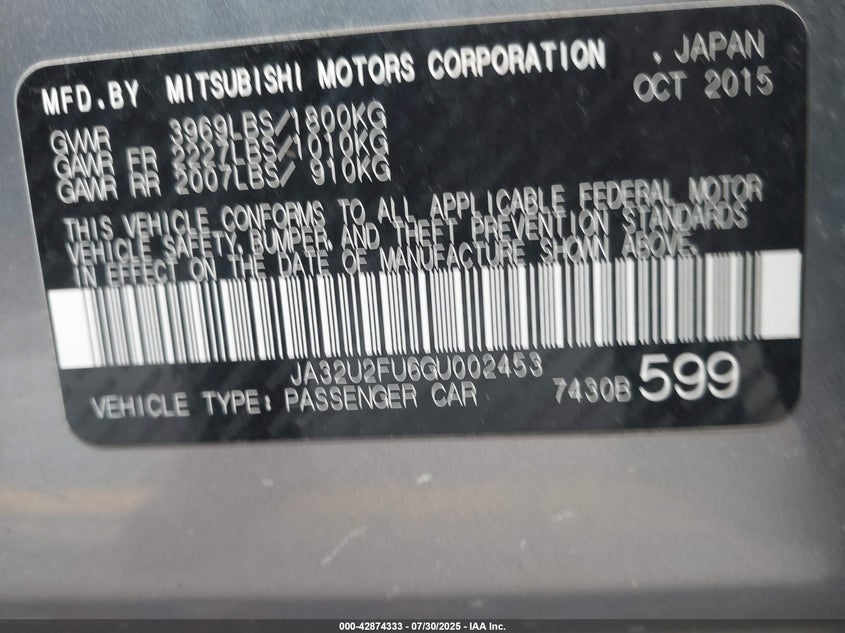 MFD.BY MITSUBISHI MOTORS CORPORATION , JAPAN
OCT 2015
GVWR 3969LBS/1800KG
GAWR FR 2227LBS/1010KG
GAWR RR 2007LBS/ 910KG
THIS VEHICLE CONFORMS TO ALL APPLICABLE FEDERAL MOTOR
VEHICLE SAFETY, BUMPER, AND THEFT PREVENTION STANDARDS
IN EFFECT ON THE DATE OF MANUFACTURE SHOWN ABOVE.
JA32U2FU6GU002453
VEHICLE TYPE: PASSENGER CAR 7430B 599
000-42874333 / 07/30/2025 - IAA Inc.